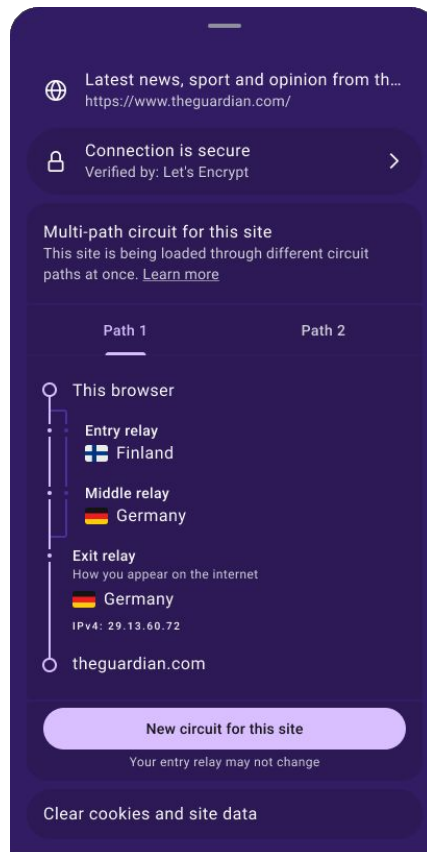 Latest news, sport and opinion from th...
https://www.theguardian.com/
Connection is secure
Verified by: Let's Encrypt
Multi-path circuit for this site
This site is being loaded through different circuit
paths at once. Learn more
Path 1
Path 2
This browser
Entry relay
Finland
Middle relay
Germany
Exit relay
How you appear on the internet
Germany
IPv4: 29.13.60.72
theguardian.com
New circuit for this site
Your entry relay may not change
Clear cookies and site data